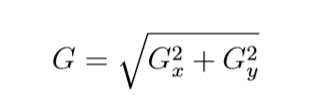 G = √(G_x^2 + G_y^2)